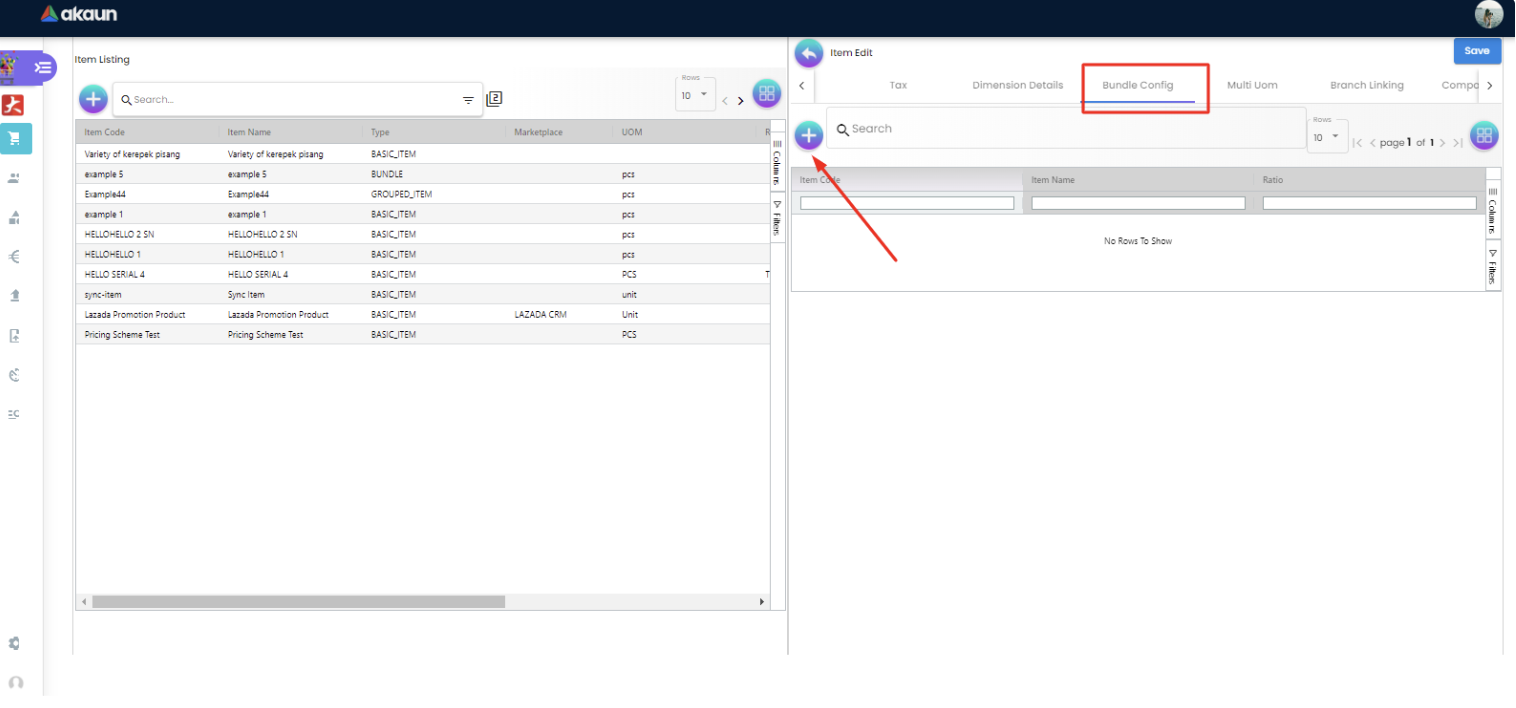 akaun
Item Listing
Search...
2
Rows
10
Item Code Item Name Type Marketplace UOM
Variety of kerepek pisang Variety of kerepek pisang BASIC_ITEM
example 5 example 5 BUNDLE pcs
Example44 Example44 GROUPED_ITEM pcs
example 1 example 1 BASIC_ITEM pcs
HELLOHELLO 2 SN HELLOHELLO 2 SN BASIC_ITEM pcs
HELLOHELLO 1 HELLOHELLO 1 BASIC_ITEM pcs
HELLO SERIAL 4 HELLO SERIAL 4 BASIC_ITEM PCS T
sync-item Sync Item BASIC_ITEM unit
Lazada Promotion Product Lazada Promotion Product BASIC_ITEM LAZADA CRM Unit
Pricing Scheme Test Pricing Scheme Test BASIC_ITEM PCS
Columns
Filters
Item Edit
Save
Tax Dimension Details Bundle Config Multi Uom Branch Linking Compa
Search
Rows
10
page 1 of 1
Item Code Item Name Ratio
No Rows To Show
Columns
Filters